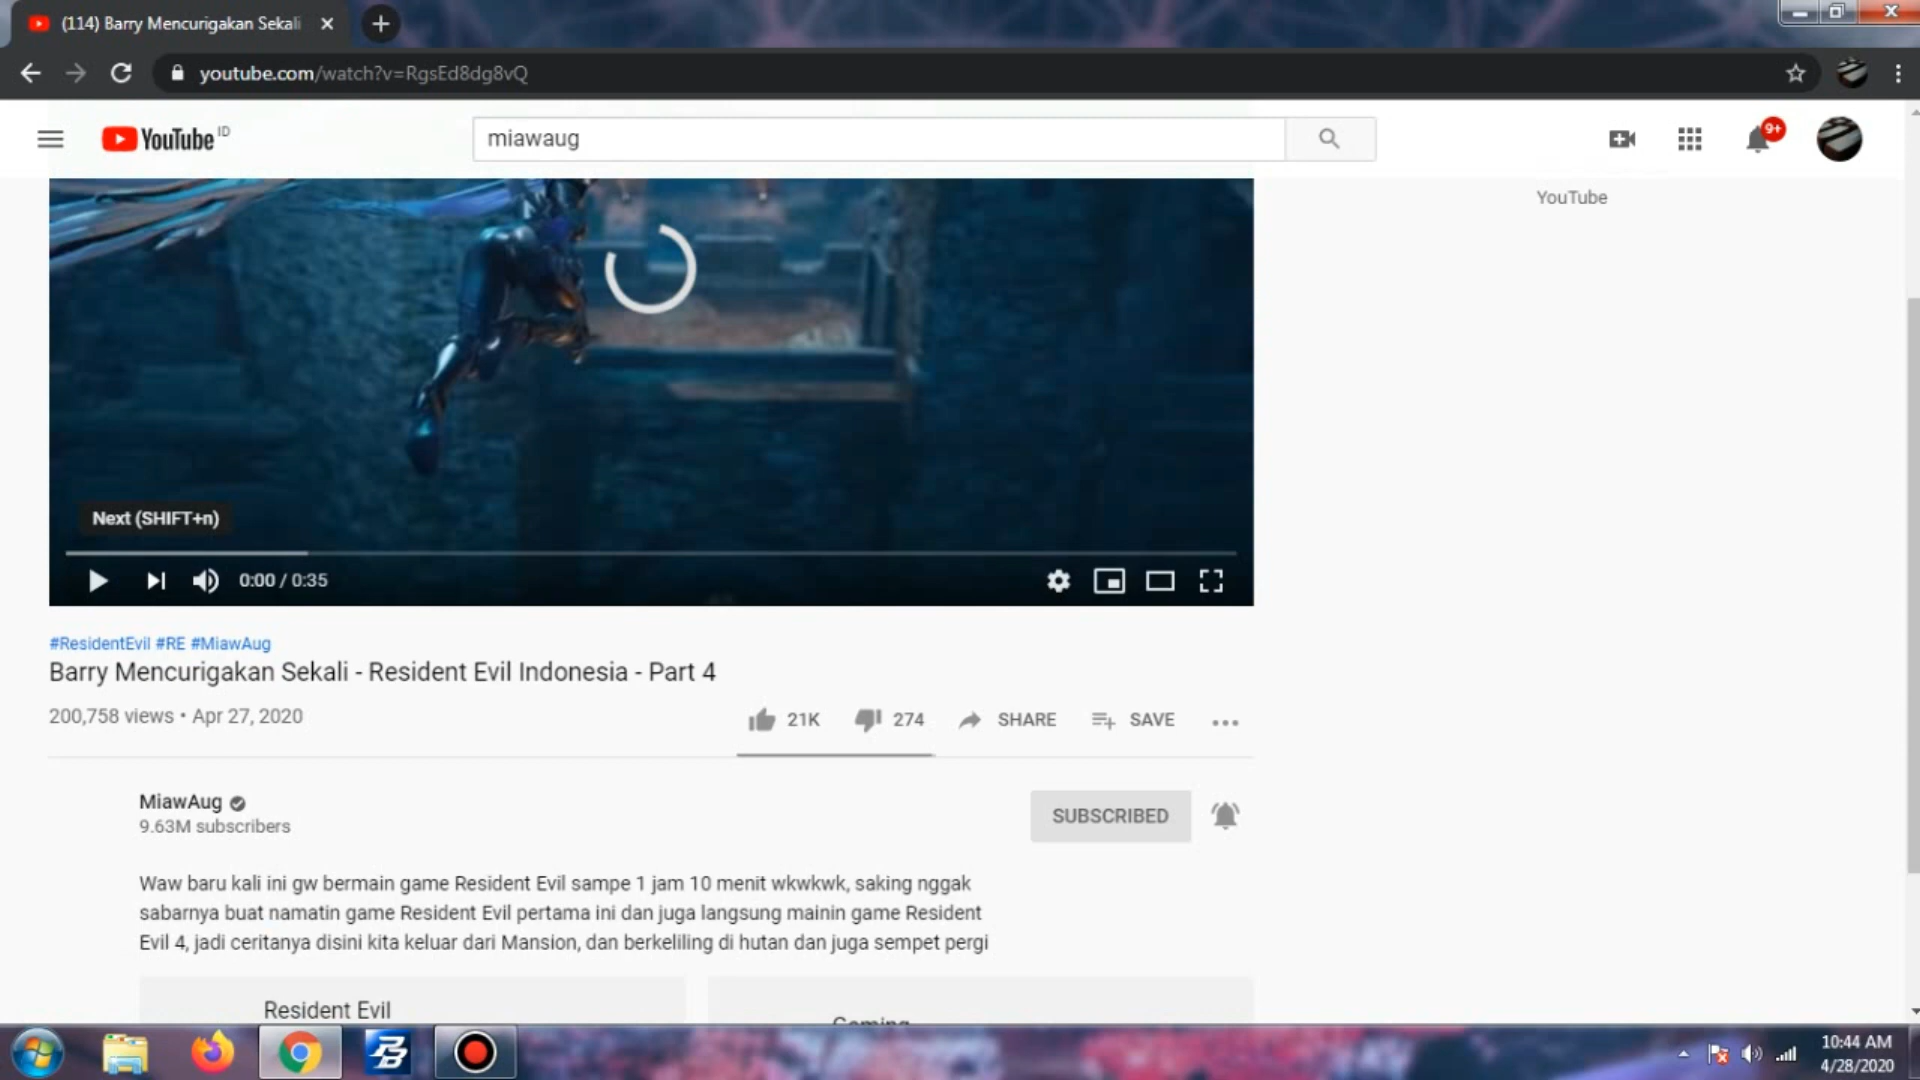 (114) Barry Mencurigakan Sekali
youtube.com/watch?v=RgsEd8dg8vQ
YouTube ID
miawaug
9+
YouTube
Next (SHIFT+n)
0:00 / 0:35
#ResidentEvil #RE #MiawAug
Barry Mencurigakan Sekali - Resident Evil Indonesia - Part 4
200,758 views • Apr 27, 2020
21K 274 SHARE SAVE
MiawAug
9.63M subscribers
SUBSCRIBED
Waw baru kali ini gw bermain game Resident Evil sampe 1 jam 10 menit wkwkwk, saking nggak
sabarnya buat namatin game Resident Evil pertama ini dan juga langsung mainin game Resident
Evil 4, jadi ceritanya disini kita keluar dari Mansion, dan berkeliling di hutan dan juga sempet pergi
Resident Evil
Gaming
10:44 AM
4/28/2020